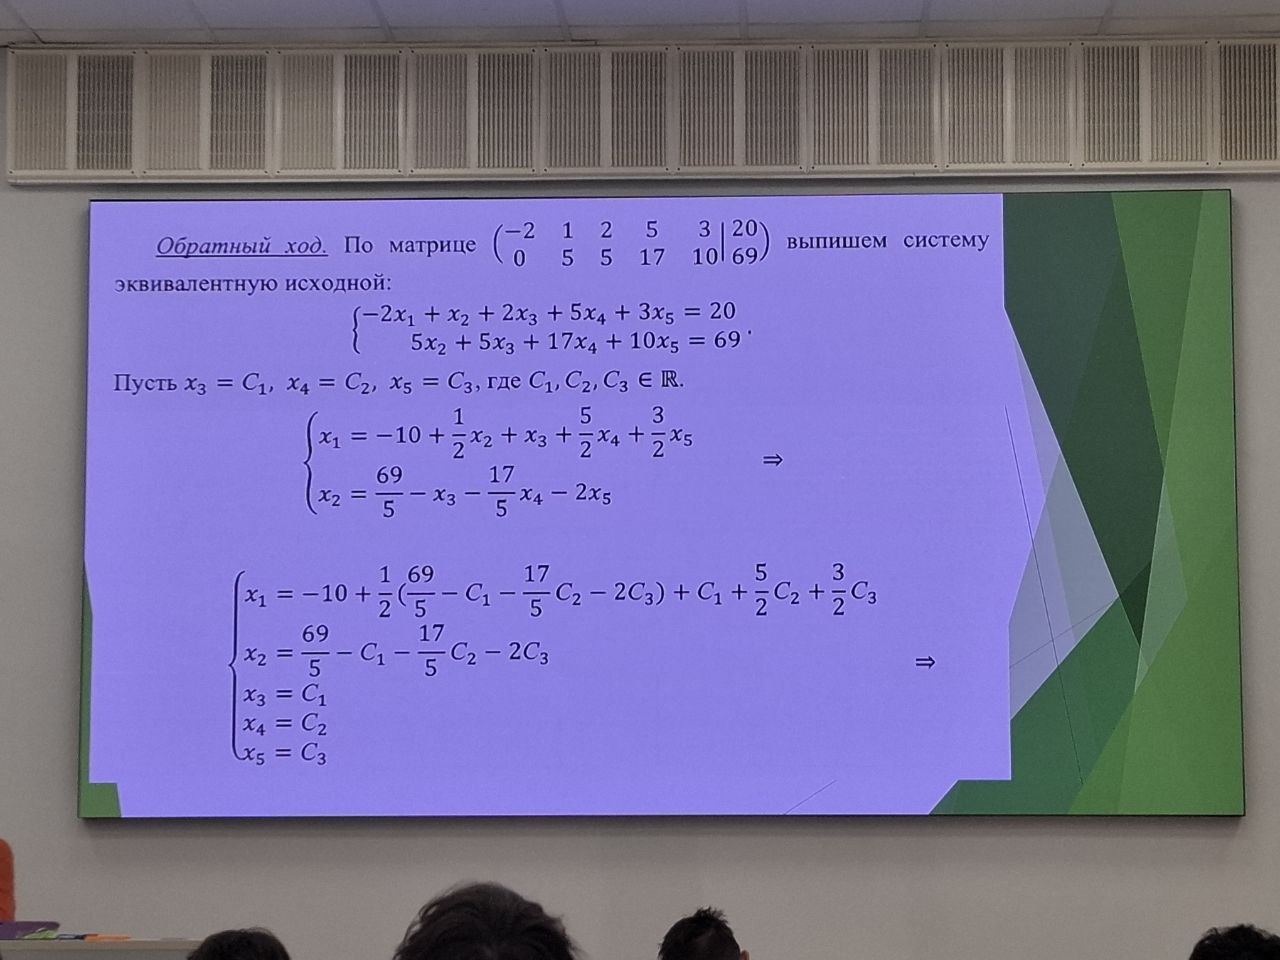 Обратный ход. По матрице (−2 1 2 5 3 | 20
0 5 5 17 10 | 69) выпишем систему
эквивалентную исходной:
{−2x₁ + x₂ + 2x₃ + 5x₄ + 3x₅ = 20
5x₂ + 5x₃ + 17x₄ + 10x₅ = 69 .
Пусть x₃ = C₁, x₄ = C₂, x₅ = C₃, где C₁, C₂, C₃ ∈ ℝ.
{x₁ = −10 + 1/2 x₂ + x₃ + 5/2 x₄ + 3/2 x₅
⇒
x₂ = 69/5 − x₃ − 17/5 x₄ − 2x₅
{x₁ = −10 + 1/2 (69/5 − C₁ − 17/5 C₂ − 2C₃) + C₁ + 5/2 C₂ + 3/2 C₃
x₂ = 69/5 − C₁ − 17/5 C₂ − 2C₃
⇒
x₃ = C₁
x₄ = C₂
x₅ = C₃